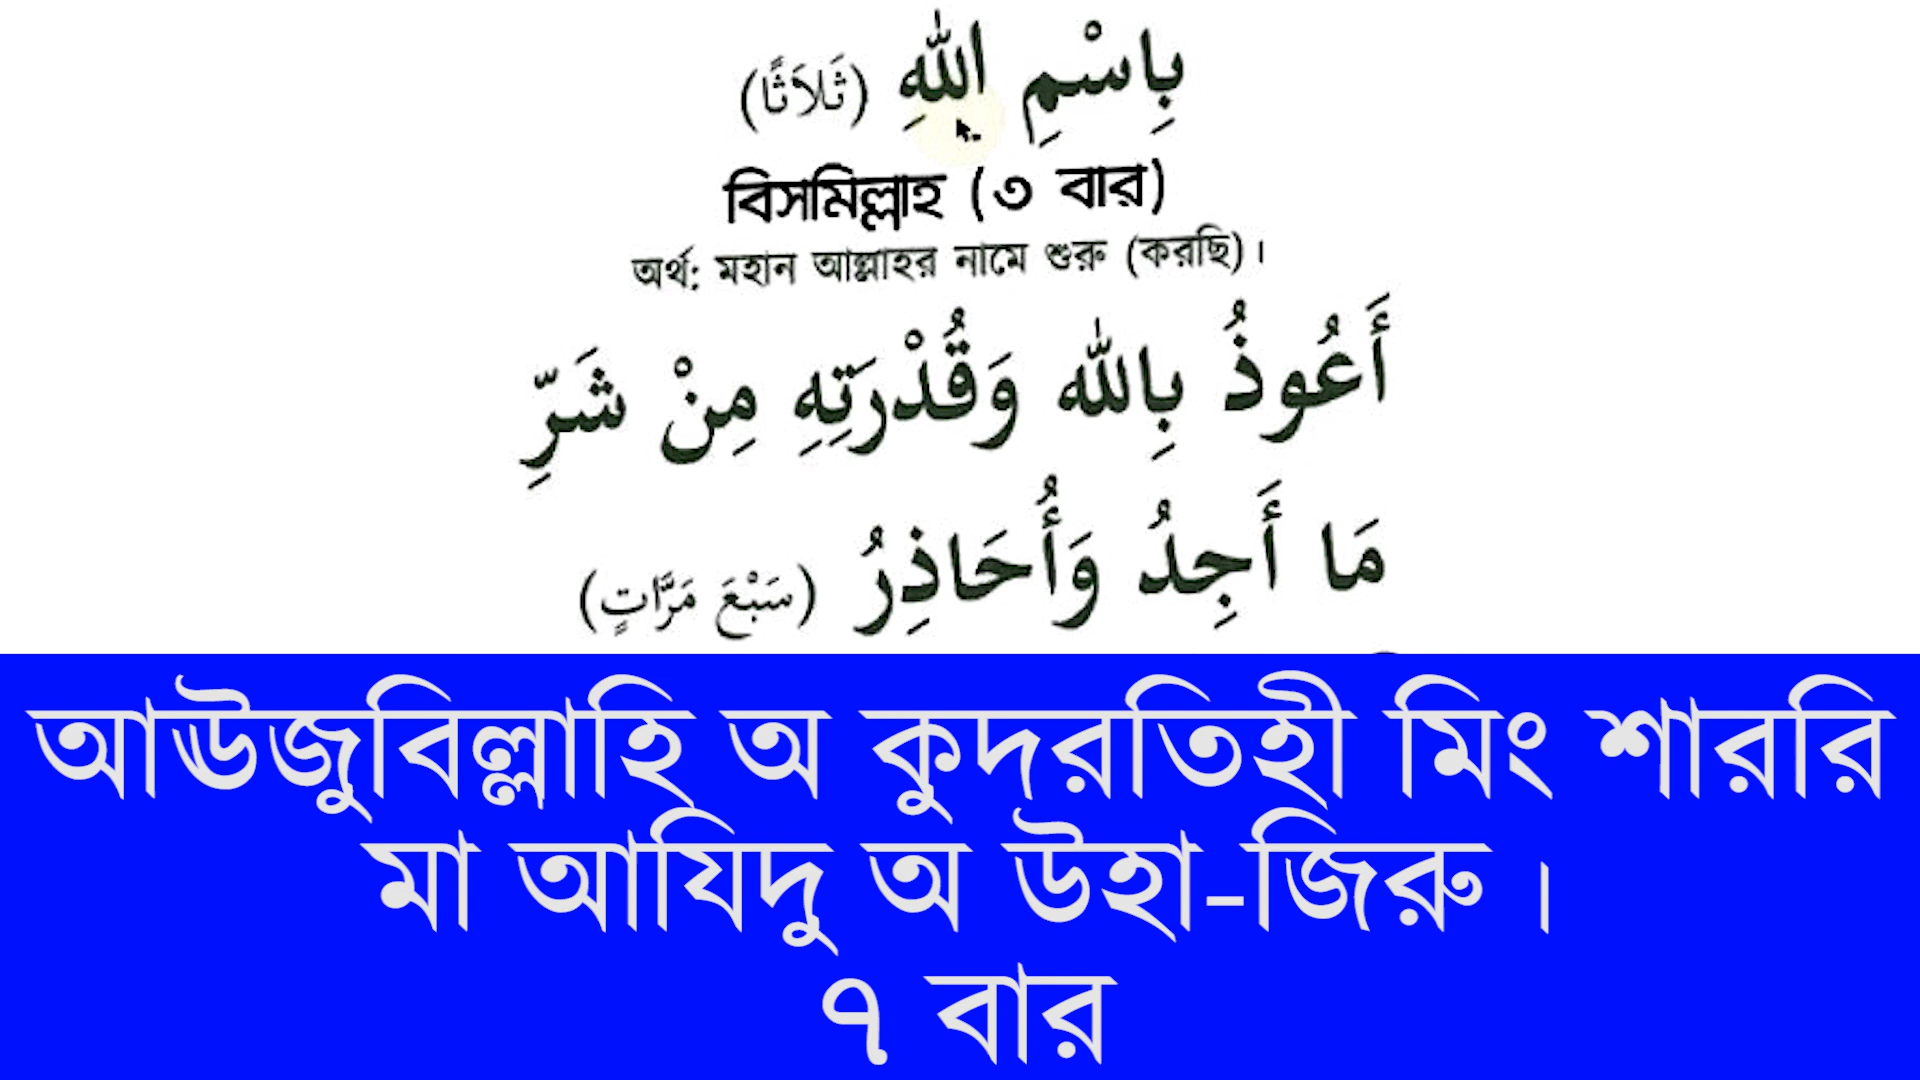 بِاسْمِ اللهِ (ثَلَاثًا)
বিসমিল্লাহ (৩ বার)
অর্থ: মহান আল্লাহর নামে শুরু (করছি)।
أَعُوذُ بِالله وَقُدْرَتِهِ مِنْ شَرِّ
مَا أَجِدُ وَأُحَاذِرُ (سَبْعَ مَرَّاتٍ)
আঊজুবিল্লাহি অ কুদরতিহী মিং শাররি
মা আযিদু অ উহা-জিরু ।
৭ বার